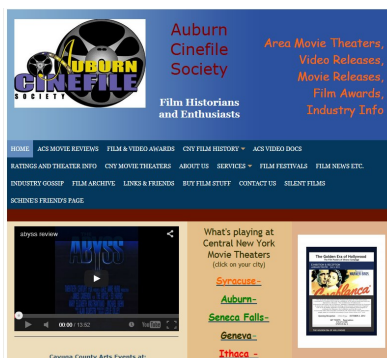 AUBURN
CINEFILE
SOCIETY
Auburn
Cinefile
Society
Film Historians
and Enthusiasts
Area Movie Theaters,
Video Releases,
Movie Releases,
Film Awards,
Industry Info
HOME ACS MOVIE REVIEWS FILM & VIDEO AWARDS CNY FILM HISTORY ACS VIDEO DOCS
RATINGS AND THEATER INFO CNY MOVIE THEATERS ABOUT US SERVICES FILM FESTIVALS FILM NEWS ETC.
INDUSTRY GOSSIP FILM ARCHIVE LINKS & FRIENDS BUY FILM STUFF CONTACT US SILENT FILMS
SCHINE'S FRIEND'S PAGE
abyss review
ABYSS
00:00 / 13:52
YouTube
Cayuga County Arts Events at:
What's playing at
Central New York
Movie Theaters
(click on your city)
Syracuse-
Auburn-
Seneca Falls-
Geneva-
Ithaca -
The Golden Era of Hollywood
Casablanca